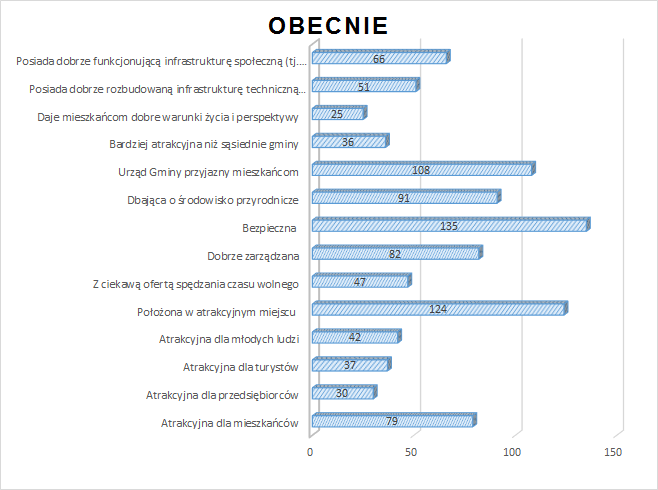 OBECNIE
Posiada dobrze funkcjonującą infrastrukturę społeczną (tj.... 66
Posiada dobrze rozbudowaną infrastrukturę techniczną... 51
Daje mieszkańcom dobre warunki życia i perspektywy 25
Bardziej atrakcyjna niż sąsiednie gminy 36
Urząd Gminy przyjazny mieszkańcom 108
Dbająca o środowisko przyrodnicze 91
Bezpieczna 135
Dobrze zarządzana 82
Z ciekawą ofertą spędzania czasu wolnego 47
Położona w atrakcyjnym miejscu 124
Atrakcyjna dla młodych ludzi 42
Atrakcyjna dla turystów 37
Atrakcyjna dla przedsiębiorców 30
Atrakcyjna dla mieszkańców 79
0 50 100 150